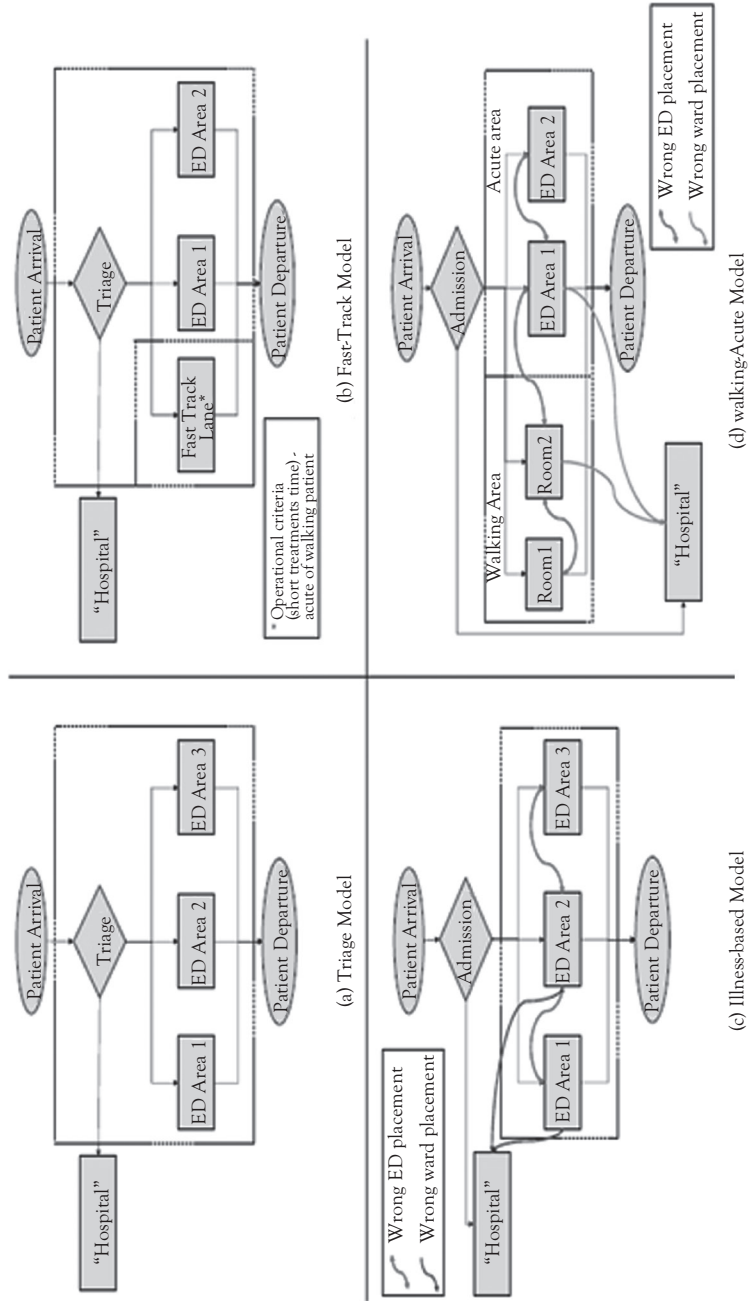 Patient Arrival
Triage
“Hospital”
ED Area 1
ED Area 2
ED Area 3
Patient Departure
(a) Triage Model
Patient Arrival
Triage
“Hospital”
Fast Track
Lane*
ED Area 1
ED Area 2
Patient Departure
* Operational criteria
(short treatments time) -
acute of walking patient
(b) Fast-Track Model
Wrong ED placement
Wrong ward placement
Patient Arrival
Admission
“Hospital”
ED Area 1
ED Area 2
ED Area 3
Patient Departure
(c) Illness-based Model
Patient Arrival
Admission
Walking Area
Acute area
Room1
Room2
ED Area 1
ED Area 2
“Hospital”
Patient Departure
Wrong ED placement
Wrong ward placement
(d) walking-Acute Model